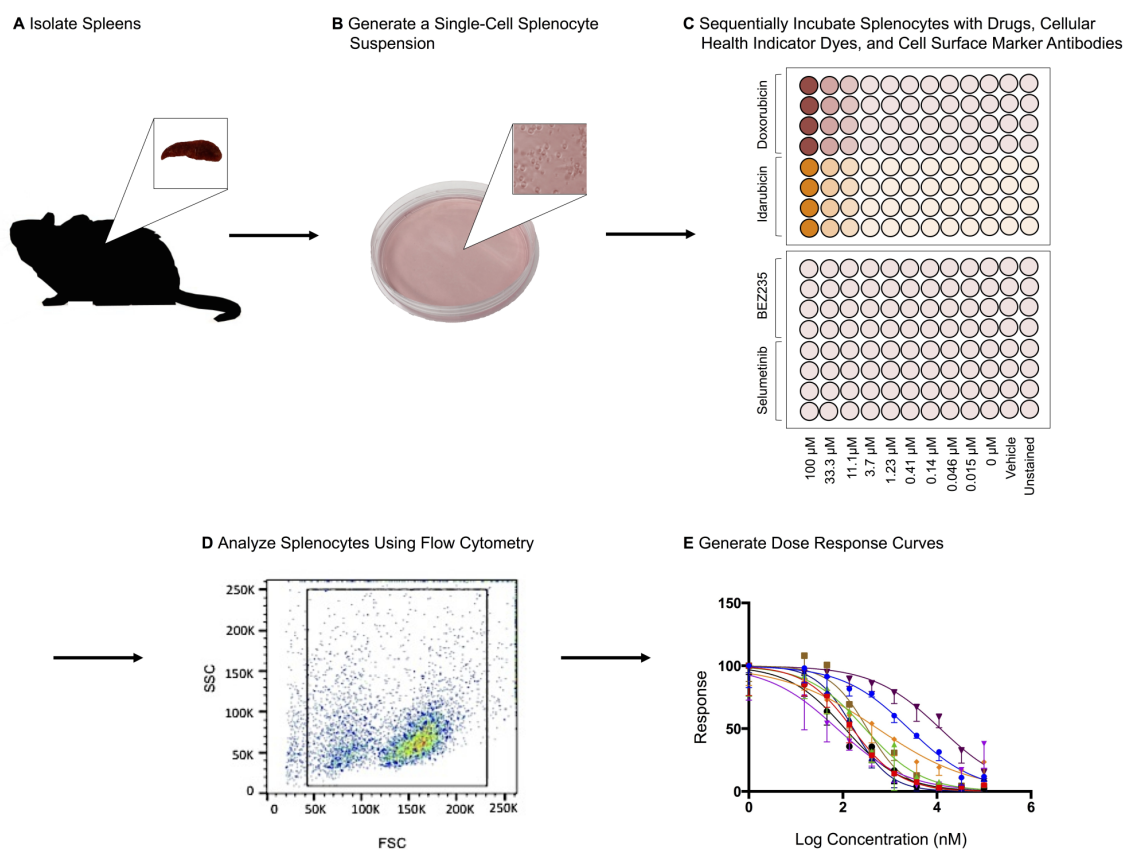 A Isolate Spleens
B Generate a Single-Cell Splenocyte
Suspension
C Sequentially Incubate Splenocytes with Drugs, Cellular
Health Indicator Dyes, and Cell Surface Marker Antibodies
Doxorubicin
Idarubicin
BEZ235
Selumetinib
100 µM
33.3 µM
11.1µM
3.7 µM
1.23 µM
0.41 µM
0.14 µM
0.046 µM
0.015 µM
0 µM
Vehicle
Unstained
D Analyze Splenocytes Using Flow Cytometry
250K
200K
150K
100K
50K
0
SSC
0 50K 100K 150K 200K 250K
FSC
E Generate Dose Response Curves
150
100
50
0
Response
0 2 4 6
Log Concentration (nM)